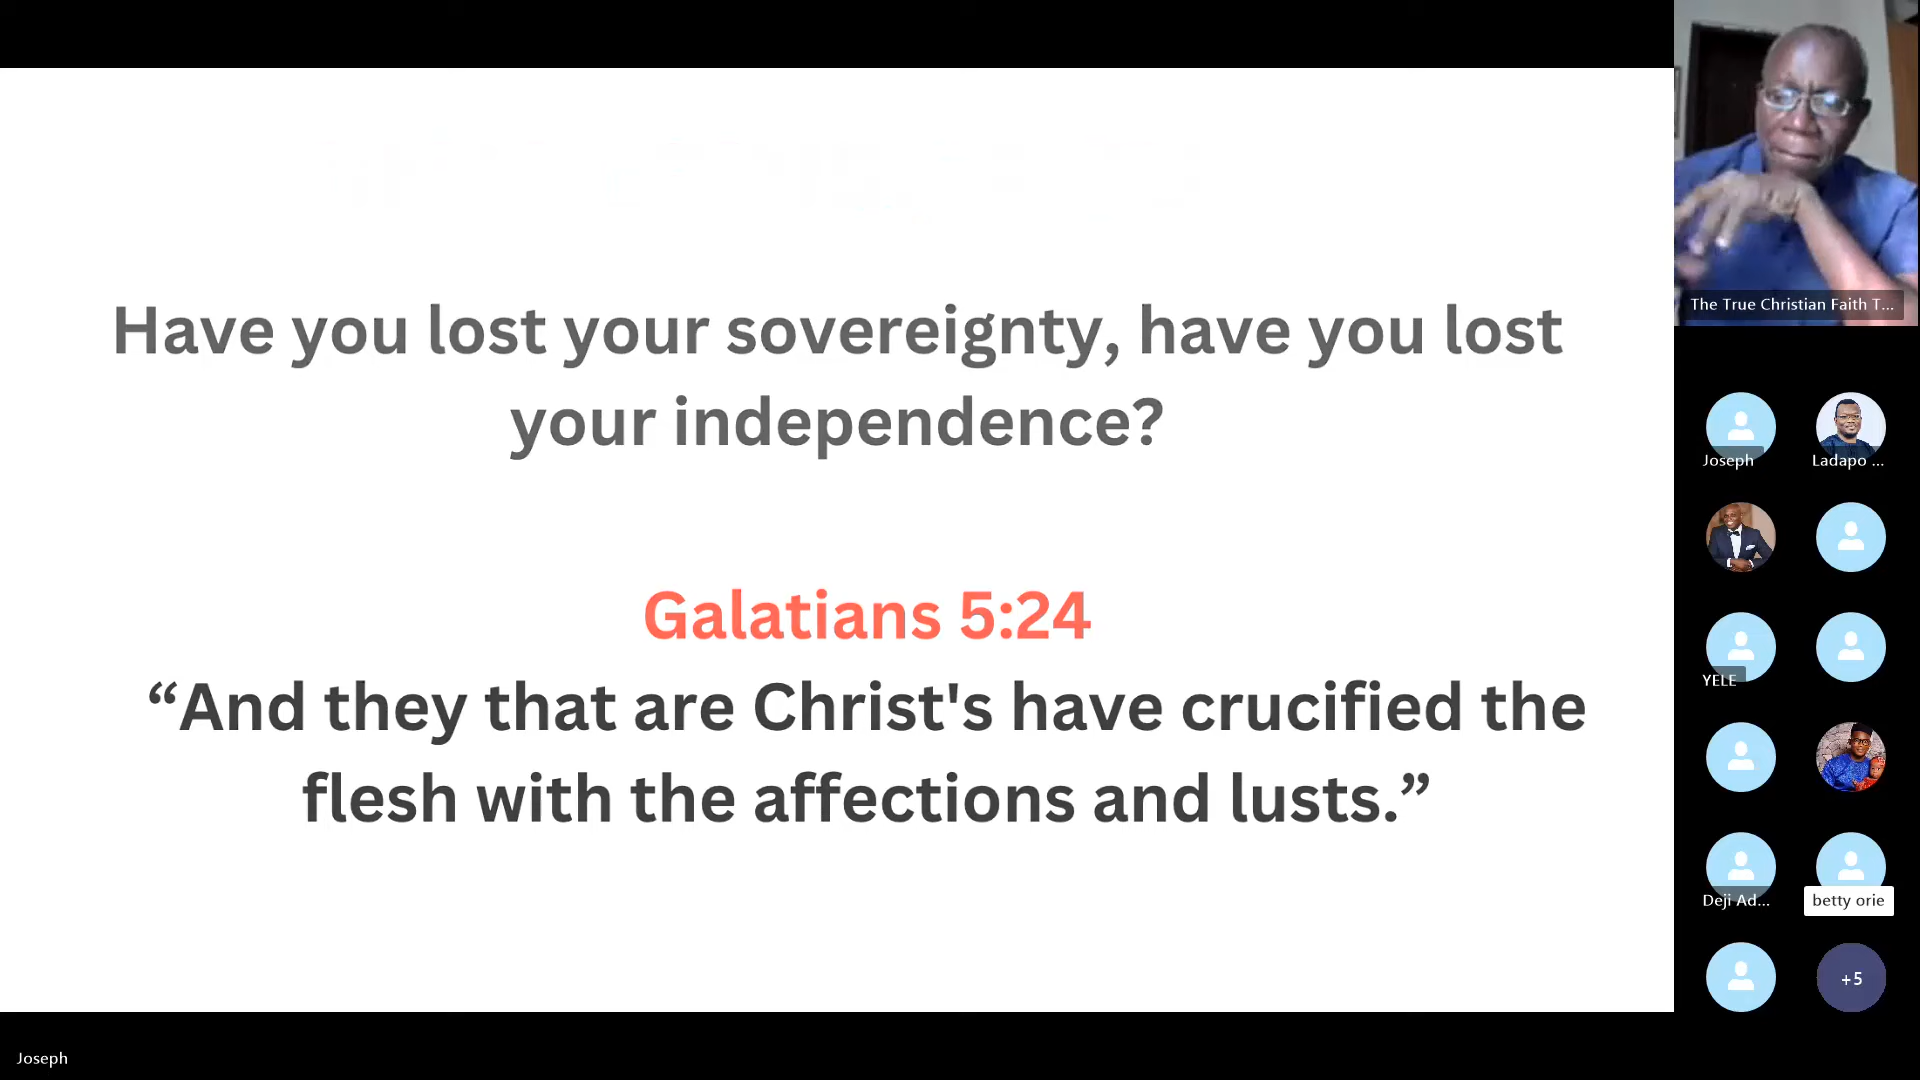 Have you lost your sovereignty, have you lost
your independence?
Galatians 5:24
“And they that are Christ's have crucified the
flesh with the affections and lusts.”
The True Christian Faith T...
Joseph
Ladapo ...
YELE
Deji Ad...
betty orie
+5
Joseph